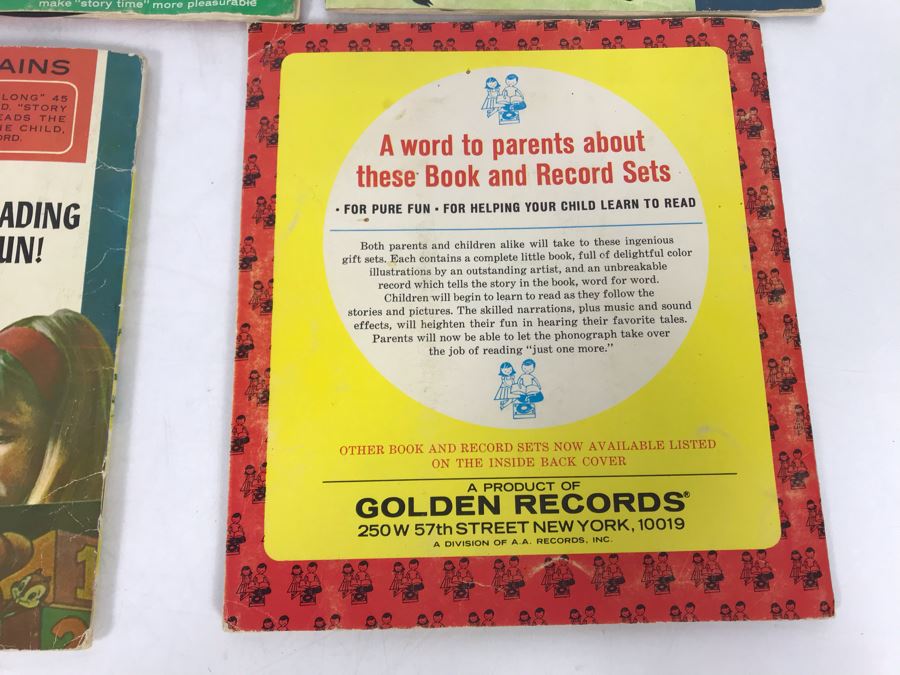 make "story time" more pleasurable
AINS
LONG" 45
D. "STORY
EADS THE
HE CHILD,
ORD.
ADING
UN!
A word to parents about
these Book and Record Sets
• FOR PURE FUN • FOR HELPING YOUR CHILD LEARN TO READ
Both parents and children alike will take to these ingenious
gift sets. Each contains a complete little book, full of delightful color
illustrations by an outstanding artist, and an unbreakable
record which tells the story in the book, word for word.
Children will begin to learn to read as they follow the
stories and pictures. The skilled narrations, plus music and sound
effects, will heighten their fun in hearing their favorite tales.
Parents will now be able to let the phonograph take over
the job of reading "just one more."
OTHER BOOK AND RECORD SETS NOW AVAILABLE LISTED
ON THE INSIDE BACK COVER
A PRODUCT OF
GOLDEN RECORDS®
250 W 57th STREET NEW YORK, 10019
A DIVISION OF A.A. RECORDS, INC.